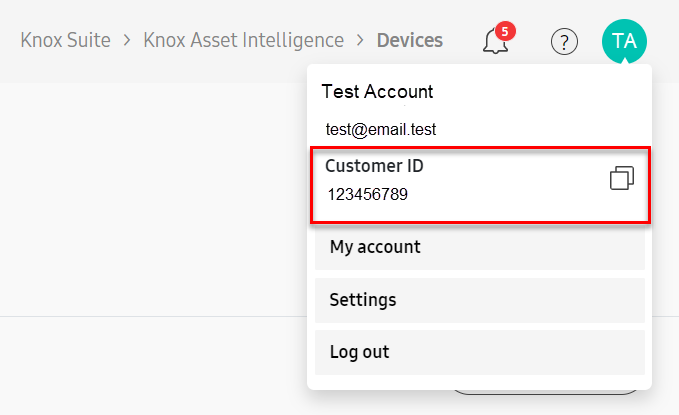 Knox Suite > Knox Asset Intelligence > Devices
5
?
TA
Test Account
test@email.test
Customer ID
123456789
My account
Settings
Log out